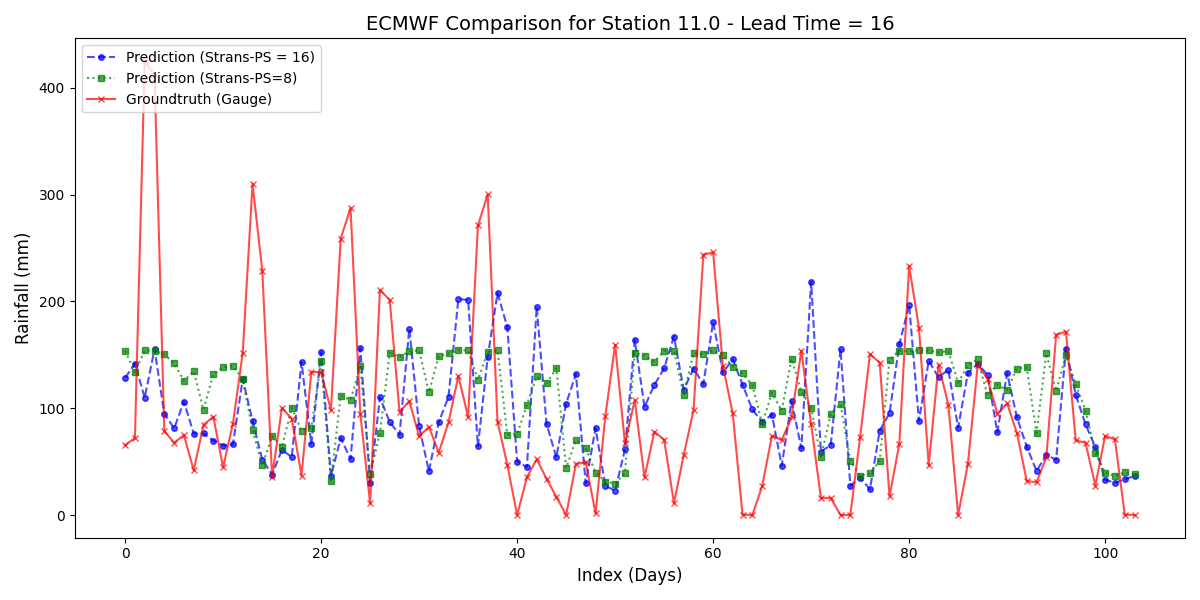 ECMWF Comparison for Station 11.0 - Lead Time = 16
Prediction (Strans-PS = 16)
Prediction (Strans-PS=8)
Groundtruth (Gauge)
Rainfall (mm)
400
300
200
100
0
0 20 40 60 80 100
Index (Days)